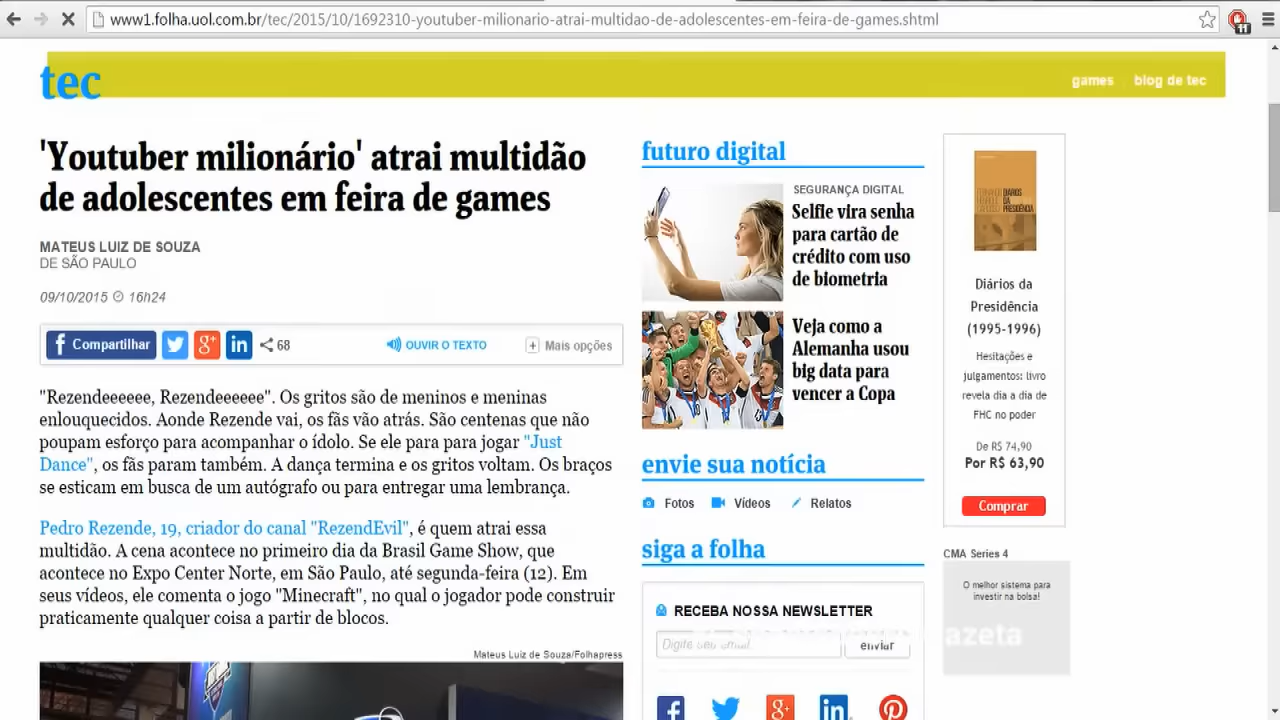 www1.folha.uol.com.br/tec/2015/10/1692310-youtuber-milionario-atrai-multidao-de-adolescentes-em-feira-de-games.shtml
11
tec
games
blog de tec
'Youtuber milionário' atrai multidão
de adolescentes em feira de games
MATEUS LUIZ DE SOUZA
DE SÃO PAULO
09/10/2015 16h24
Compartilhar
68
OUVIR O TEXTO
Mais opções
"Rezendeeeeee, Rezendeeeeee". Os gritos são de meninos e meninas
enlouquecidos. Aonde Rezende vai, os fãs vão atrás. São centenas que não
poupam esforço para acompanhar o ídolo. Se ele para para jogar "Just
Dance", os fãs param também. A dança termina e os gritos voltam. Os braços
se esticam em busca de um autógrafo ou para entregar uma lembrança.
Pedro Rezende, 19, criador do canal "RezendEvil", é quem atrai essa
multidão. A cena acontece no primeiro dia da Brasil Game Show, que
acontece no Expo Center Norte, em São Paulo, até segunda-feira (12). Em
seus vídeos, ele comenta o jogo "Minecraft", no qual o jogador pode construir
praticamente qualquer coisa a partir de blocos.
Mateus Luiz de Souza/Folhapress
futuro digital
SEGURANÇA DIGITAL
Selfie vira senha
para cartão de
crédito com uso
de biometria
Veja como a
Alemanha usou
big data para
vencer a Copa
envie sua notícia
Fotos
Vídeos
Relatos
siga a folha
RECEBA NOSSA NEWSLETTER
Digite seu email
enviar
DIÁRIOS DA
PRESIDÊNCIA
Diários da
Presidência
(1995-1996)
Hesitações e
julgamentos: livro
revela dia a dia de
FHC no poder
De R$ 74,90
Por R$ 63,90
Comprar
CMA Series 4
O melhor sistema para
investir na bolsa!
azeta